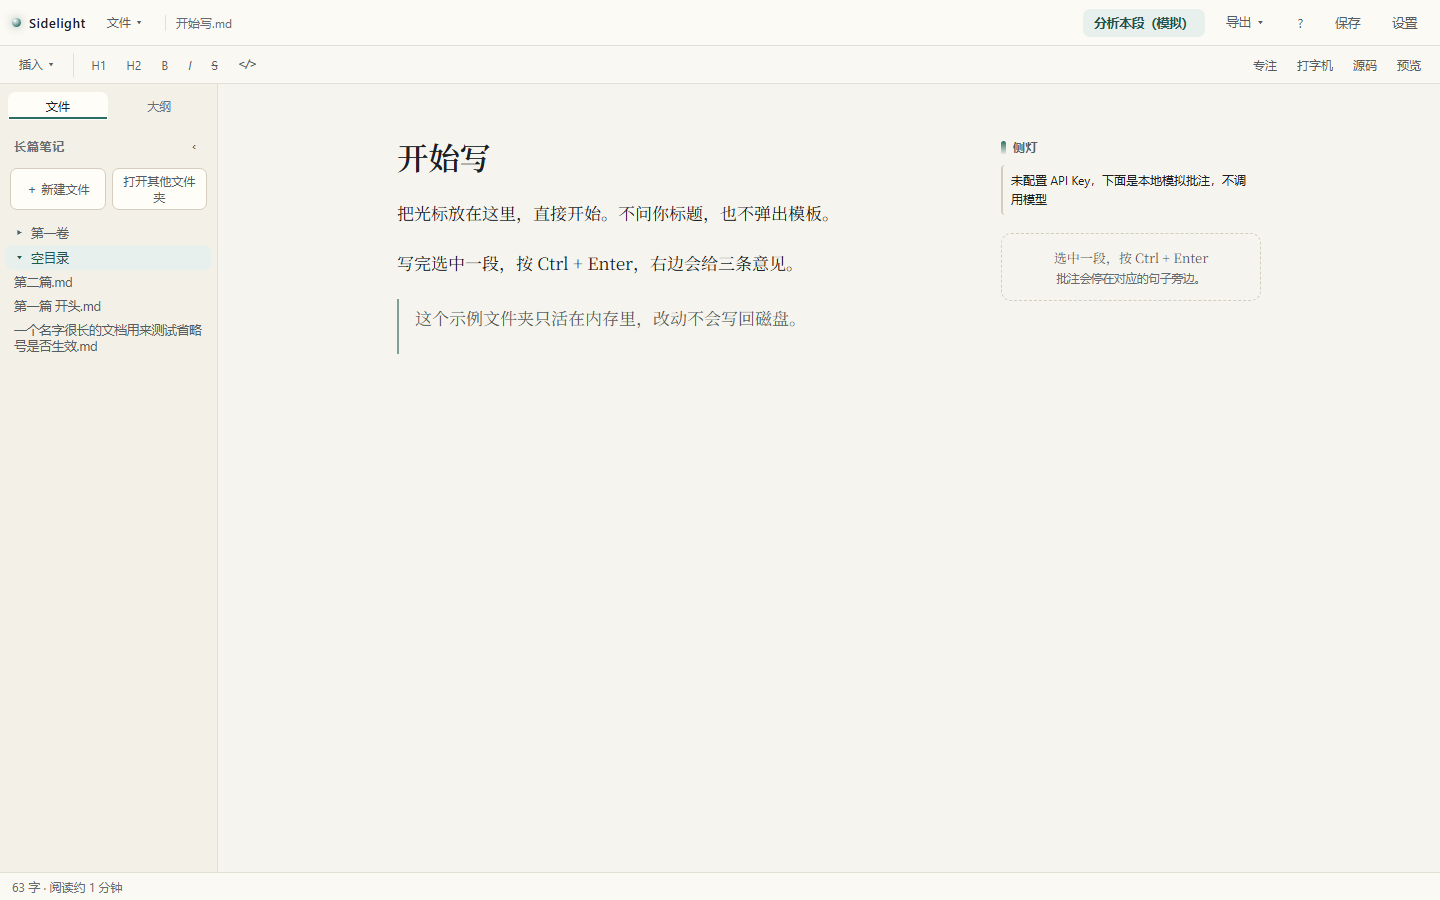 Sidelight 文件 开始写.md 分析本段（模拟） 导出 ? 保存 设置
插入 H1 H2 B I S </> 专注 打字机 源码 预览
文件 大纲
长篇笔记 ‹
+ 新建文件
打开其他文件
夹
第一卷
空目录
第二篇.md
第一篇 开头.md
一个名字很长的文档用来测试省略
号是否生效.md
开始写
把光标放在这里，直接开始。不问你标题，也不弹出模板。
写完选中一段，按 Ctrl + Enter，右边会给三条意见。
这个示例文件夹只活在内存里，改动不会写回磁盘。
侧灯
未配置 API Key，下面是本地模拟批注，不调
用模型
选中一段，按 Ctrl + Enter
批注会停在对应的句子旁边。
63 字 · 阅读约 1 分钟